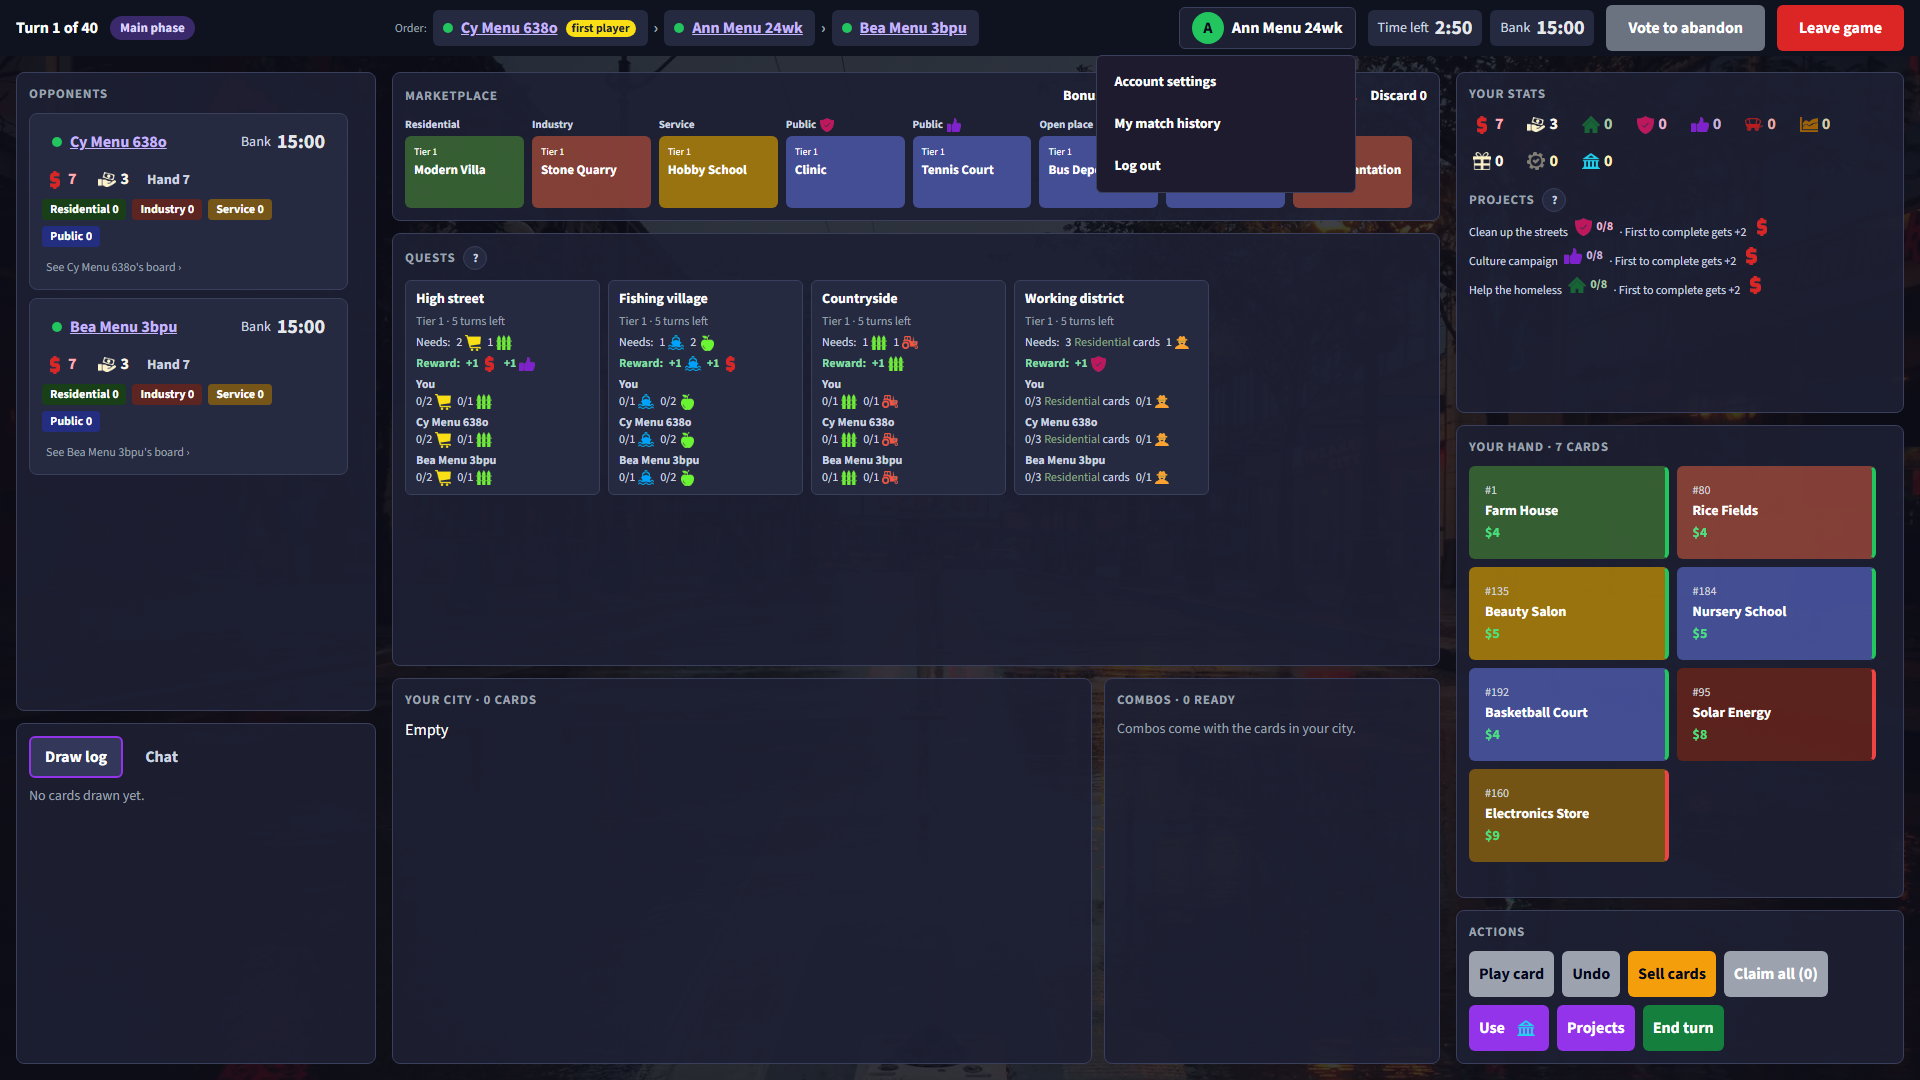 Turn 1 of 40 Main phase
Order: Cy Menu 638o first player › Ann Menu 24wk › Bea Menu 3bpu
A Ann Menu 24wk Time left 2:50 Bank 15:00 Vote to abandon Leave game
Account settings
My match history
Log out
OPPONENTS
Cy Menu 638o Bank 15:00
7 3 Hand 7
Residential 0 Industry 0 Service 0
Public 0
See Cy Menu 638o's board ›
Bea Menu 3bpu Bank 15:00
7 3 Hand 7
Residential 0 Industry 0 Service 0
Public 0
See Bea Menu 3bpu's board ›
Draw log Chat
No cards drawn yet.
MARKETPLACE Discard 0
Residential Industry Service Public Public Open place
Tier 1 Tier 1 Tier 1 Tier 1 Tier 1 Tier 1
Modern Villa Stone Quarry Hobby School Clinic Tennis Court Bus
QUESTS ?
High street
Tier 1 · 5 turns left
Needs: 2 1
Reward: +1 +1
You
0/2 0/1
Cy Menu 638o
0/2 0/1
Bea Menu 3bpu
0/2 0/1
Fishing village
Tier 1 · 5 turns left
Needs: 1 2
Reward: +1 +1
You
0/1 0/2
Cy Menu 638o
0/1 0/2
Bea Menu 3bpu
0/1 0/2
Countryside
Tier 1 · 5 turns left
Needs: 1 1
Reward: +1
You
0/1 0/1
Cy Menu 638o
0/1 0/1
Bea Menu 3bpu
0/1 0/1
Working district
Tier 1 · 5 turns left
Needs: 3 Residential cards 1
Reward: +1
You
0/3 Residential cards 0/1
Cy Menu 638o
0/3 Residential cards 0/1
Bea Menu 3bpu
0/3 Residential cards 0/1
YOUR CITY · 0 CARDS
Empty
COMBOS · 0 READY
Combos come with the cards in your city.
YOUR STATS
7 3 0 0 0 0 0
0 0 0
PROJECTS ?
Clean up the streets 0/8 · First to complete gets +2
Culture campaign 0/8 · First to complete gets +2
Help the homeless 0/8 · First to complete gets +2
YOUR HAND · 7 CARDS
#1
Farm House
$4
#80
Rice Fields
$4
#135
Beauty Salon
$5
#184
Nursery School
$5
#192
Basketball Court
$4
#95
Solar Energy
$8
#160
Electronics Store
$9
ACTIONS
Play card Undo Sell cards Claim all (0)
Use Projects End turn